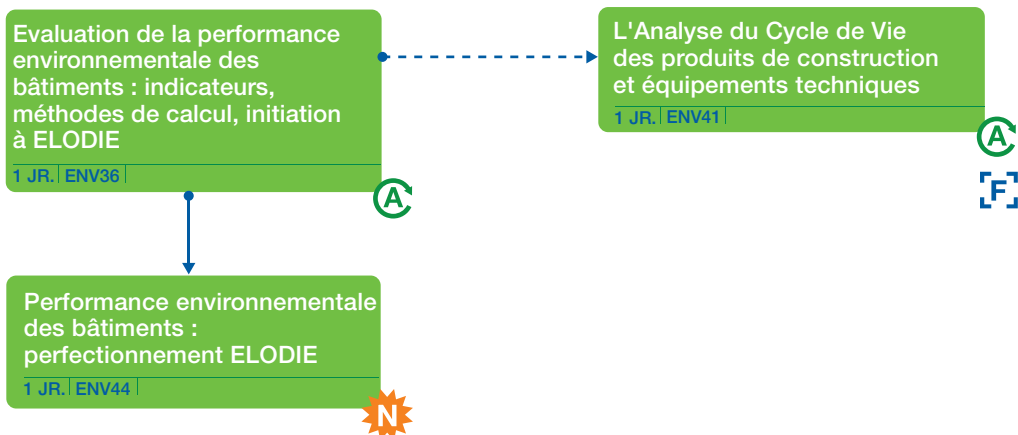 Evaluation de la performance
environnementale des
bâtiments : indicateurs,
méthodes de calcul, initiation
à ELODIE
1 JR. ENV36
A
L'Analyse du Cycle de Vie
des produits de construction
et équipements techniques
1 JR. ENV41
A
F
Performance environnementale
des bâtiments :
perfectionnement ELODIE
1 JR. ENV44
N